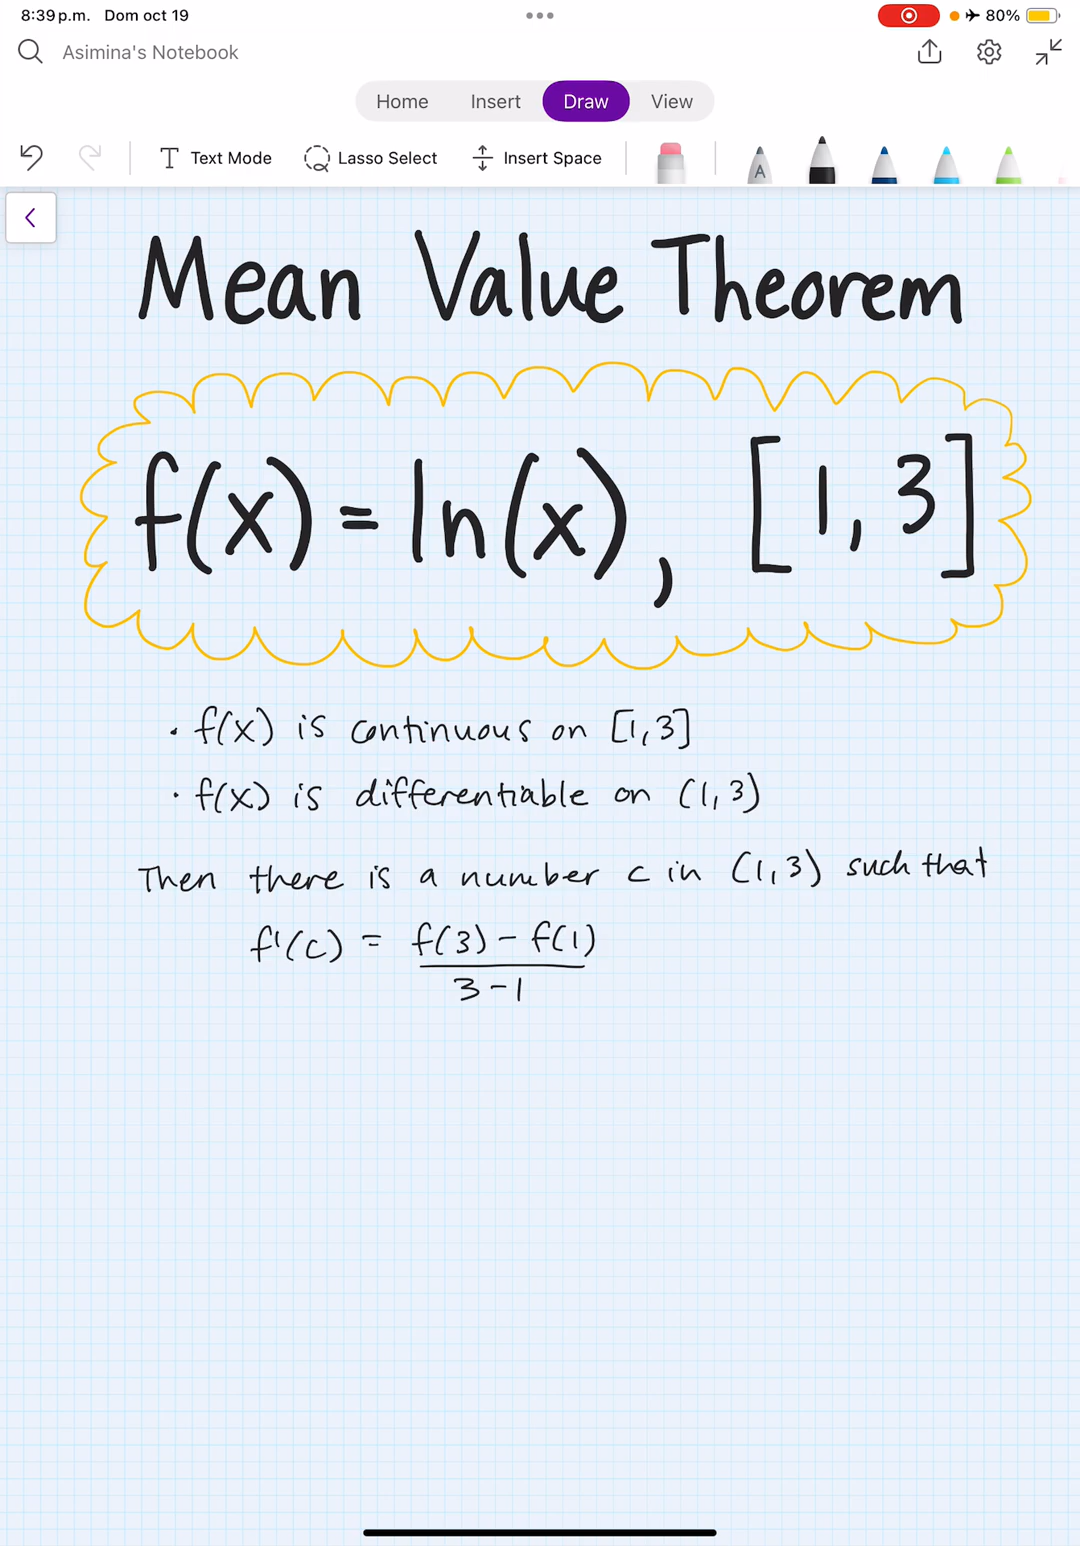 8:39 p.m. Dom oct 19
80%
Asimina's Notebook
Home Insert Draw View
Text Mode Lasso Select Insert Space
A
Mean Value Theorem
f(x) = ln(x), [1,3]
· f(x) is continuous on [1,3]
· f(x) is differentiable on (1,3)
Then there is a number c in (1,3) such that
f'(c) = f(3) - f(1)
3-1